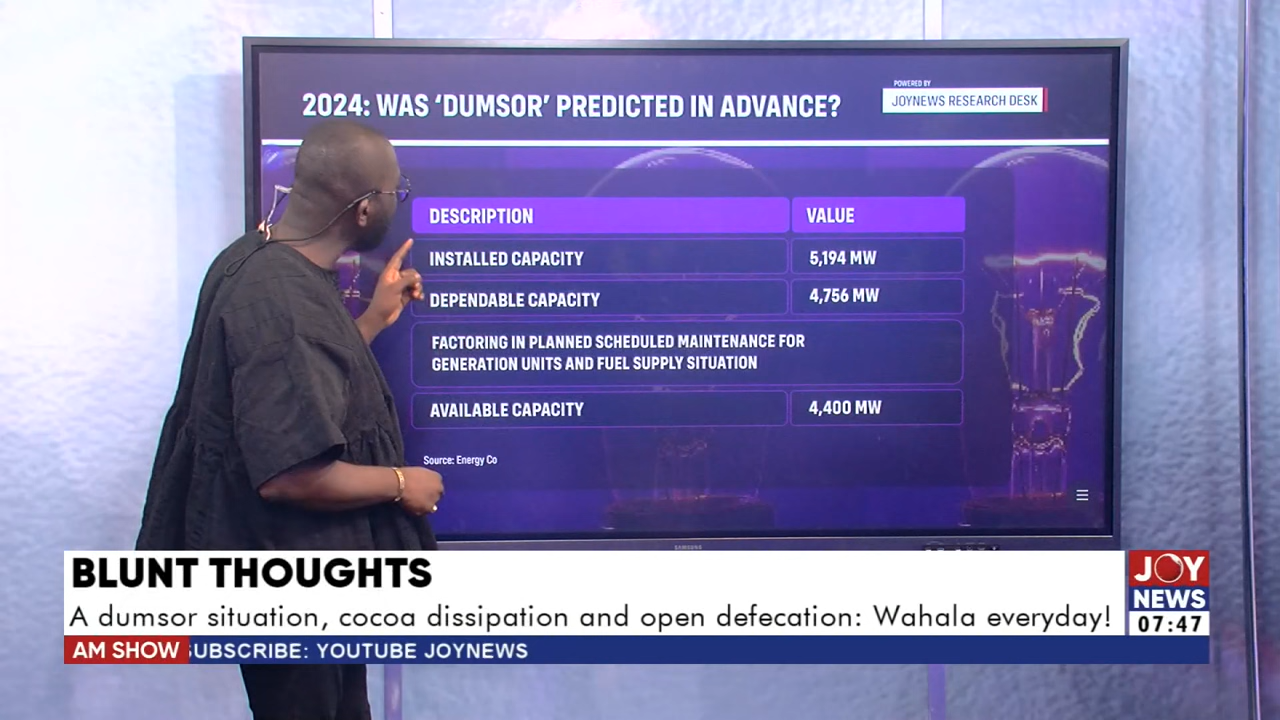 2024: WAS ‘DUMSOR’ PREDICTED IN ADVANCE?
POWERED BY
JOYNEWS RESEARCH DESK
DESCRIPTION VALUE
INSTALLED CAPACITY 5,194 MW
DEPENDABLE CAPACITY 4,756 MW
FACTORING IN PLANNED SCHEDULED MAINTENANCE FOR
GENERATION UNITS AND FUEL SUPPLY SITUATION
AVAILABLE CAPACITY 4,400 MW
Source: Energy Co
SAMSUNG
BLUNT THOUGHTS
A dumsor situation, cocoa dissipation and open defecation: Wahala everyday!
JOY
NEWS
07:47
AM SHOW UBSCRIBE: YOUTUBE JOYNEWS